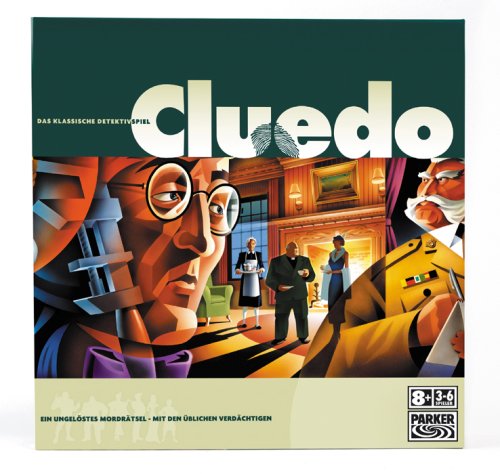 DAS KLASSISCHE DETEKTIVSPIEL
Cluedo
EIN UNGELÖSTES MORDRÄTSEL - MIT DEN ÜBLICHEN VERDÄCHTIGEN
8+
3-6
SPIELER
PARKER